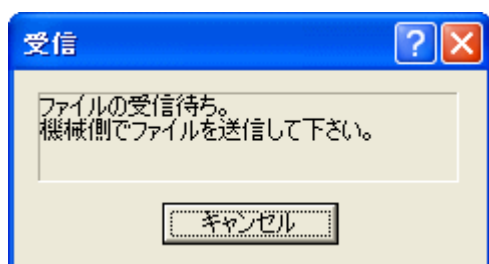 受信
ファイルの受信待ち。
機械側でファイルを送信して下さい。
キャンセル